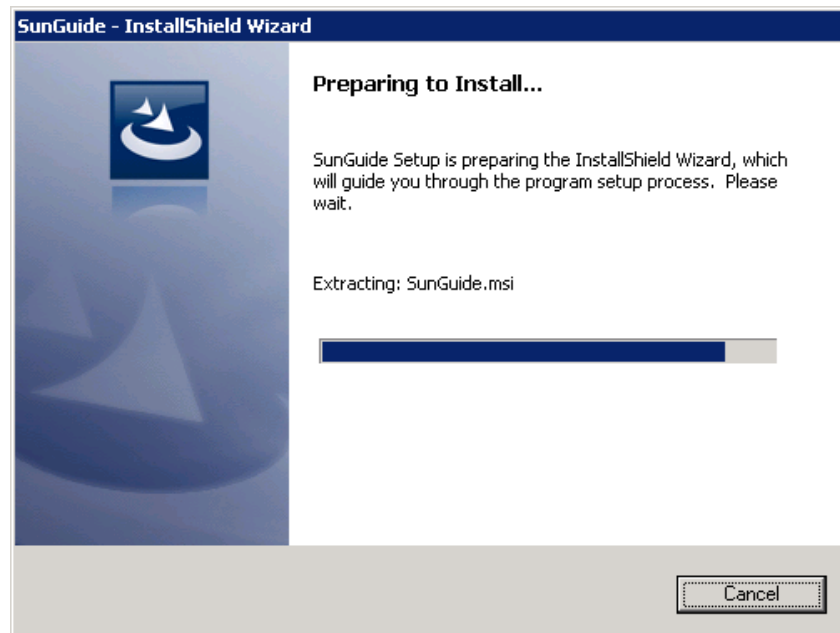 SunGuide - InstallShield Wizard
Preparing to Install...
SunGuide Setup is preparing the InstallShield Wizard, which
will guide you through the program setup process. Please
wait.
Extracting: SunGuide.msi
Cancel